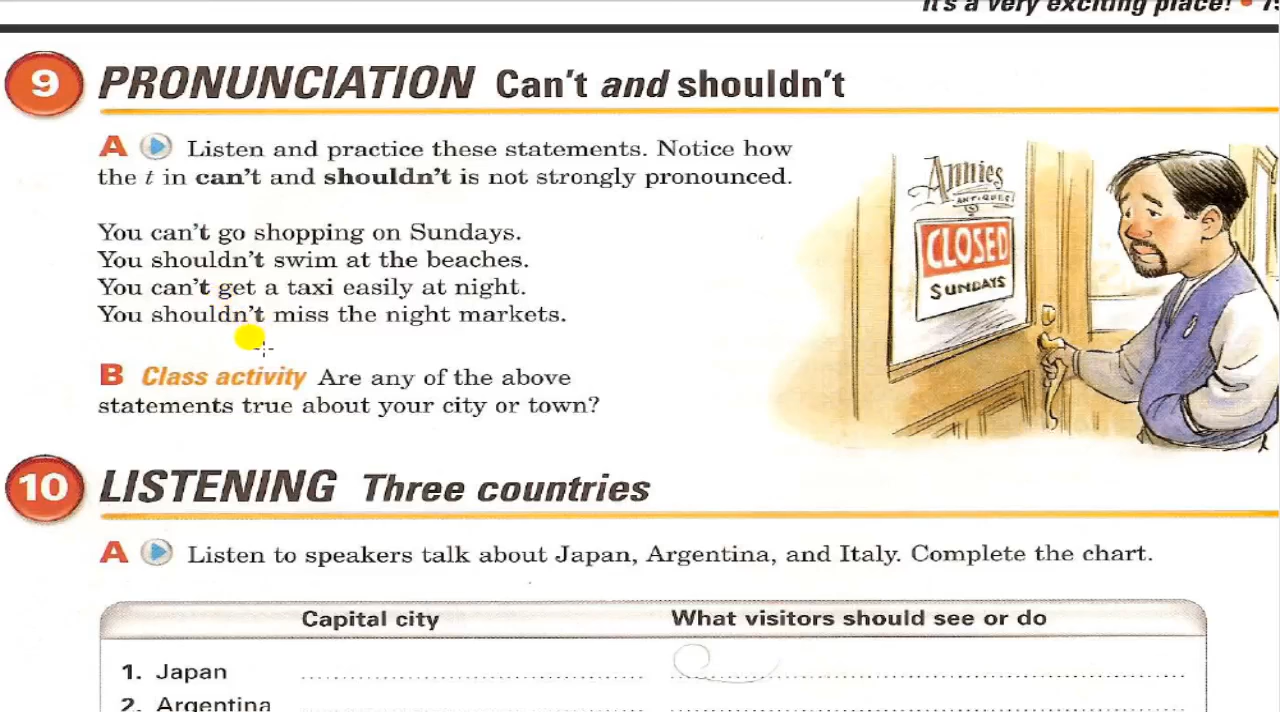 It's a very exciting place! •
9 PRONUNCIATION Can't and shouldn't
A Listen and practice these statements. Notice how
the t in can't and shouldn't is not strongly pronounced.
You can't go shopping on Sundays.
You shouldn't swim at the beaches.
You can't get a taxi easily at night.
You shouldn't miss the night markets.
Annies
ANTIQUES
CLOSED
SUNDAYS
B Class activity Are any of the above
statements true about your city or town?
10 LISTENING Three countries
A Listen to speakers talk about Japan, Argentina, and Italy. Complete the chart.
Capital city What visitors should see or do
1. Japan
2. Argentina